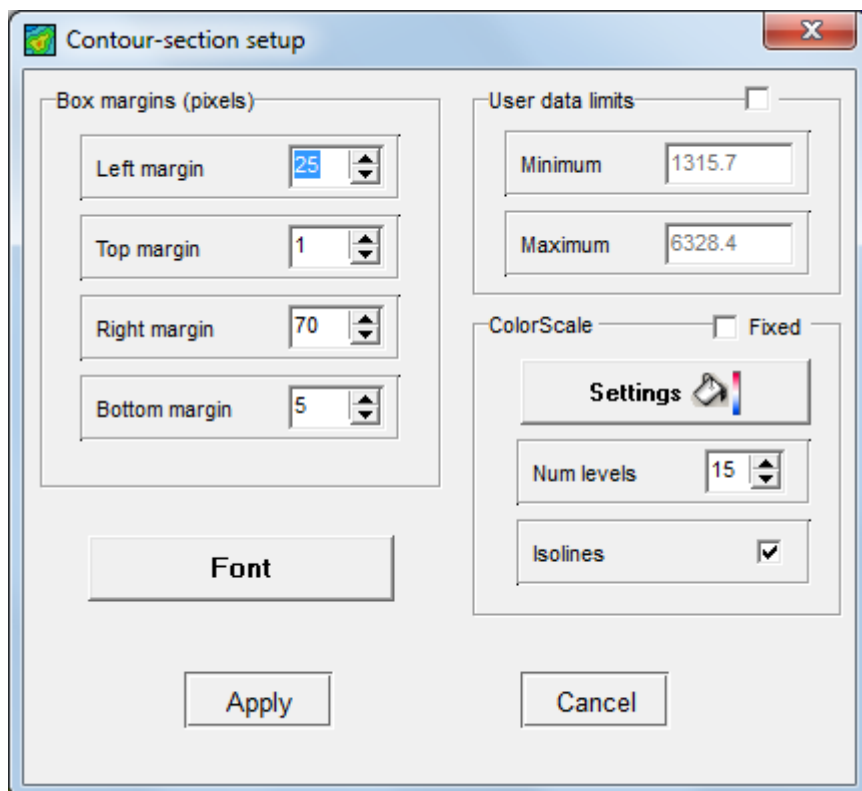 Contour-section setup
Box margins (pixels)
Left margin 25
Top margin 1
Right margin 70
Bottom margin 5
Font
User data limits
Minimum 1315.7
Maximum 6328.4
ColorScale Fixed
Settings
Num levels 15
Isolines
Apply Cancel